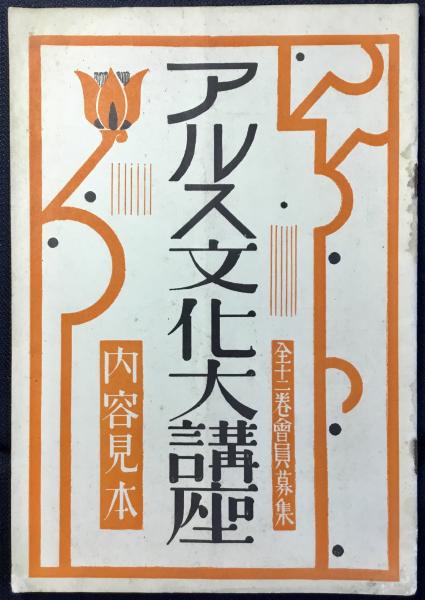 全十二巻會員募集
アルス文化大講座
内容見本